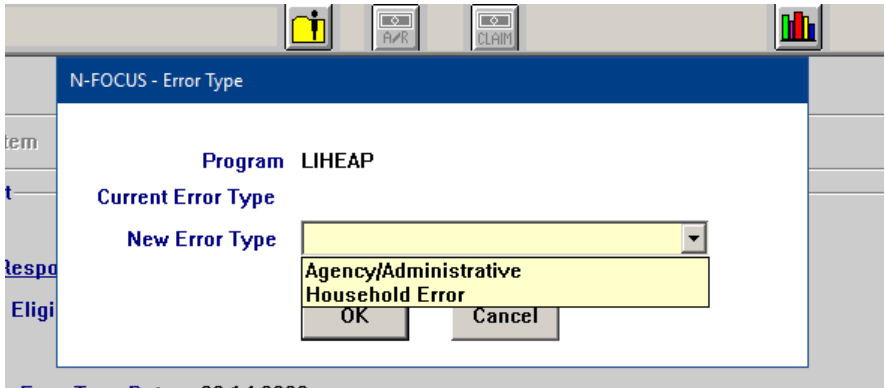 A/R
CLAIM
N-FOCUS - Error Type
tem
Program LIHEAP
t
Current Error Type
New Error Type
Respo
Agency/Administrative
Household Error
Eligi
OK Cancel